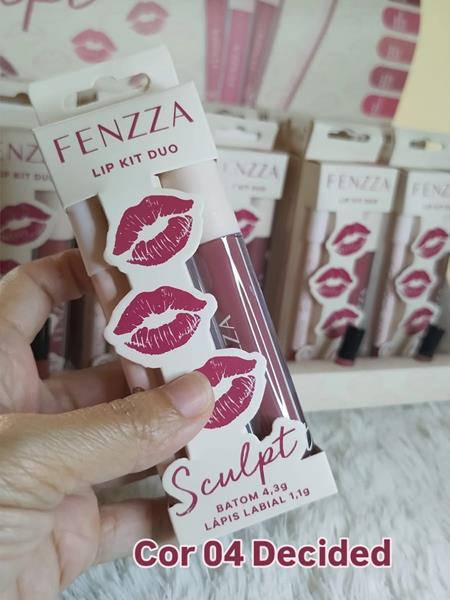 FENZZA
LIP KIT DUO
Sculpt
BATOM 4,3g
LÁPIS LABIAL 1,1g
FENZZA
LIP KIT DUO
Cor 04 Decided